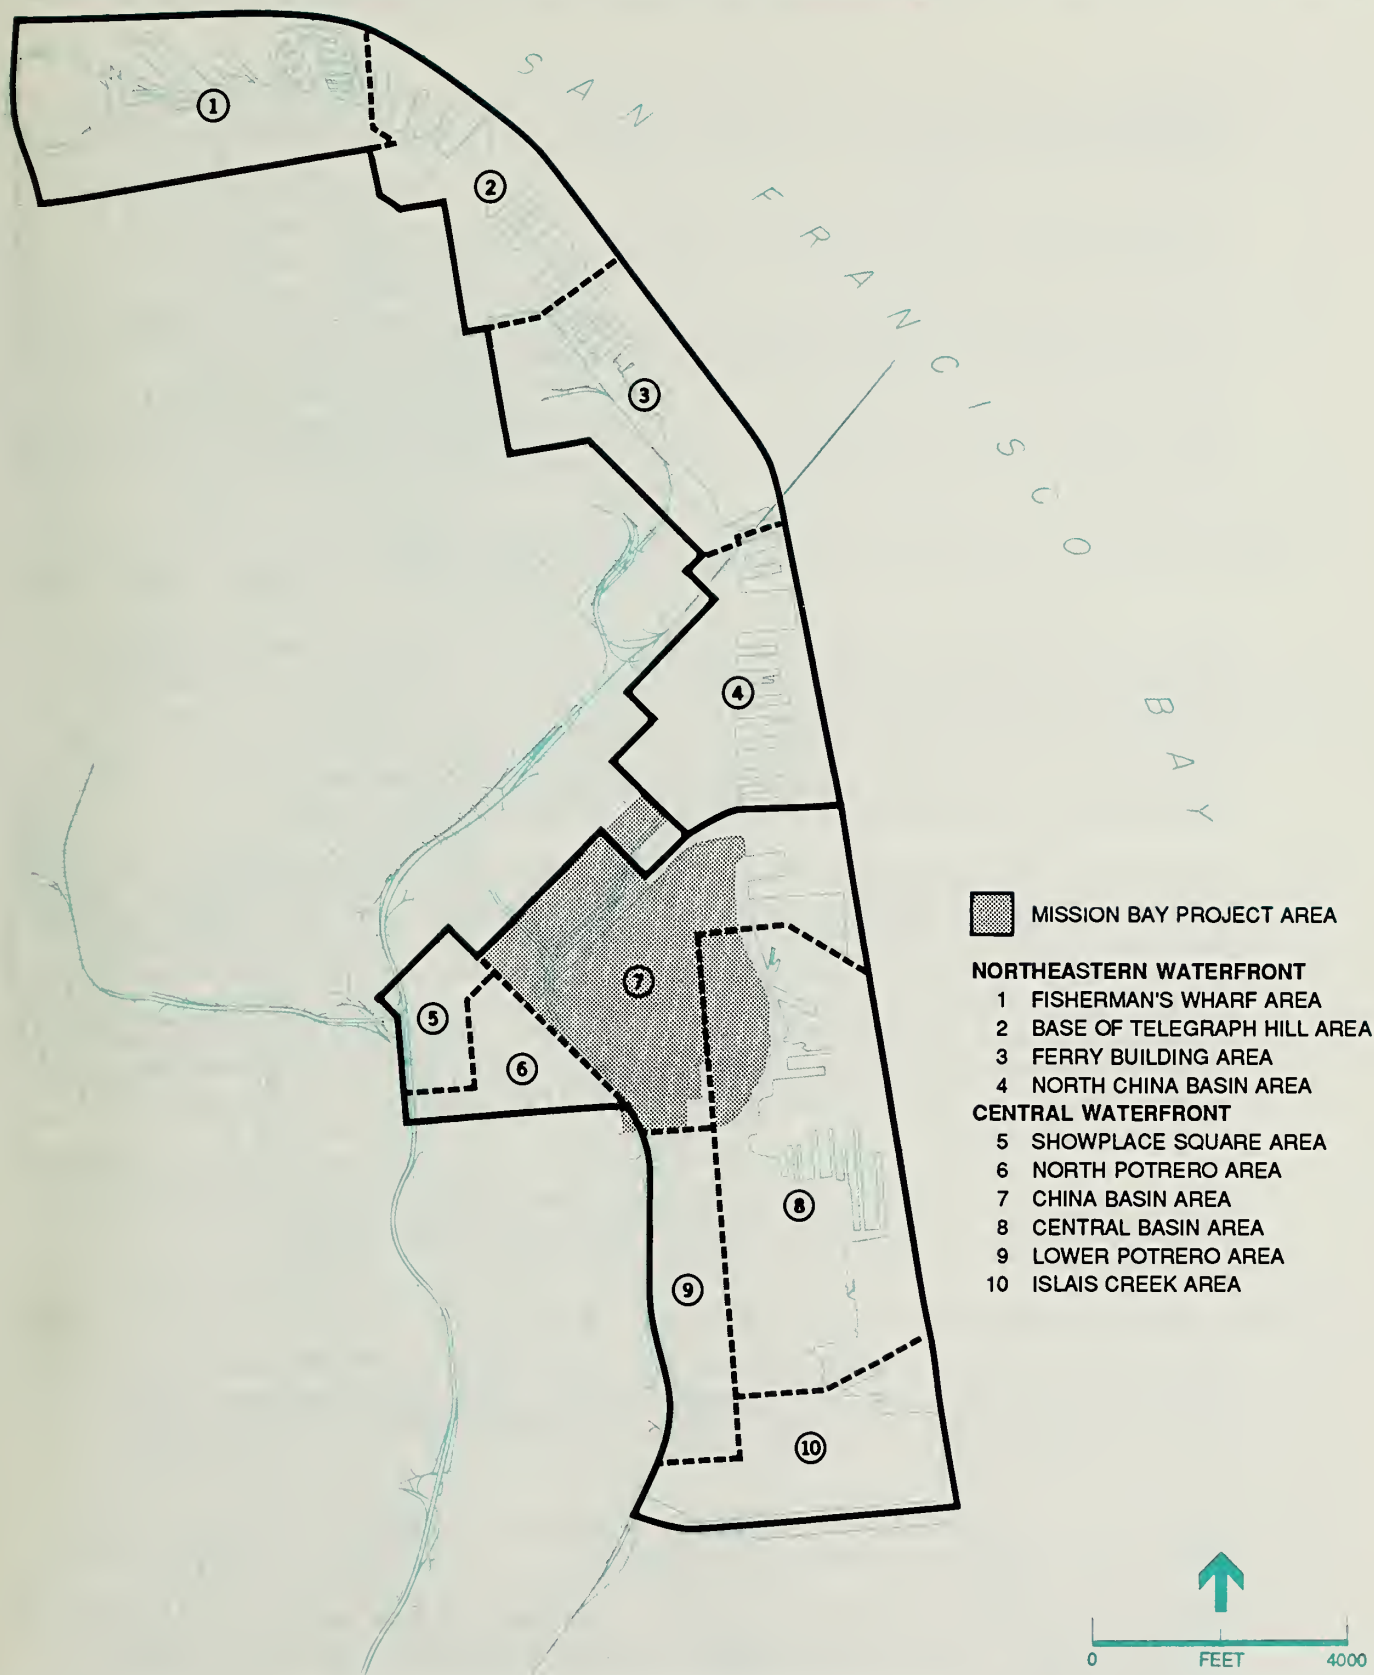 SAN FRANCISCO BAY
1
2
3
4
5
6
7
8
9
10
MISSION BAY PROJECT AREA
NORTHEASTERN WATERFRONT
1 FISHERMAN'S WHARF AREA
2 BASE OF TELEGRAPH HILL AREA
3 FERRY BUILDING AREA
4 NORTH CHINA BASIN AREA
CENTRAL WATERFRONT
5 SHOWPLACE SQUARE AREA
6 NORTH POTRERO AREA
7 CHINA BASIN AREA
8 CENTRAL BASIN AREA
9 LOWER POTRERO AREA
10 ISLAIS CREEK AREA
0 FEET 4000